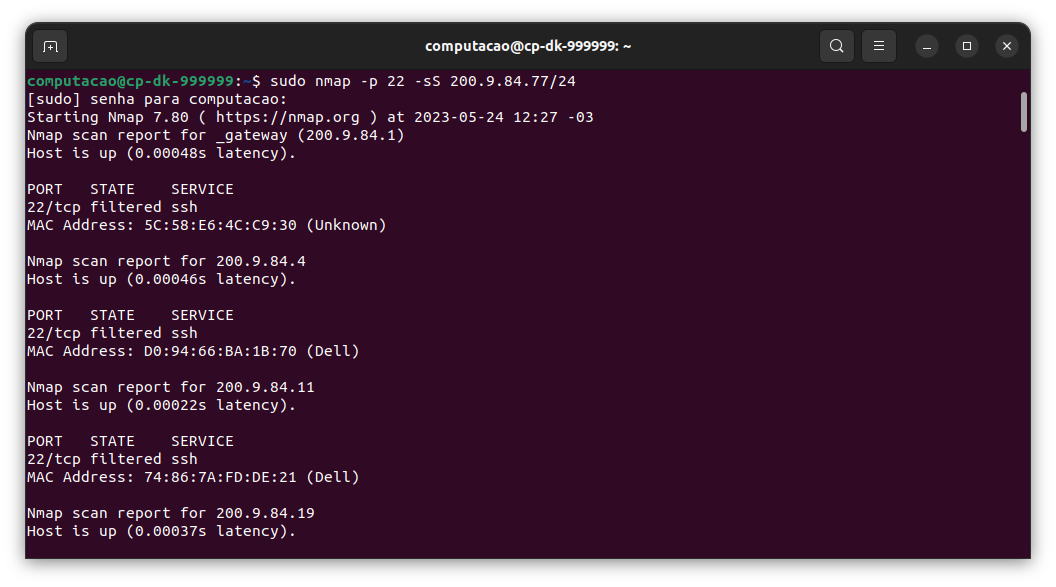 computacao@cp-dk-999999: ~
computacao@cp-dk-999999:~$ sudo nmap -p 22 -sS 200.9.84.77/24
[sudo] senha para computacao:
Starting Nmap 7.80 ( https://nmap.org ) at 2023-05-24 12:27 -03
Nmap scan report for _gateway (200.9.84.1)
Host is up (0.00048s latency).

PORT   STATE    SERVICE
22/tcp filtered ssh
MAC Address: 5C:58:E6:4C:C9:30 (Unknown)

Nmap scan report for 200.9.84.4
Host is up (0.00046s latency).

PORT   STATE    SERVICE
22/tcp filtered ssh
MAC Address: D0:94:66:BA:1B:70 (Dell)

Nmap scan report for 200.9.84.11
Host is up (0.00022s latency).

PORT   STATE    SERVICE
22/tcp filtered ssh
MAC Address: 74:86:7A:FD:DE:21 (Dell)

Nmap scan report for 200.9.84.19
Host is up (0.00037s latency).